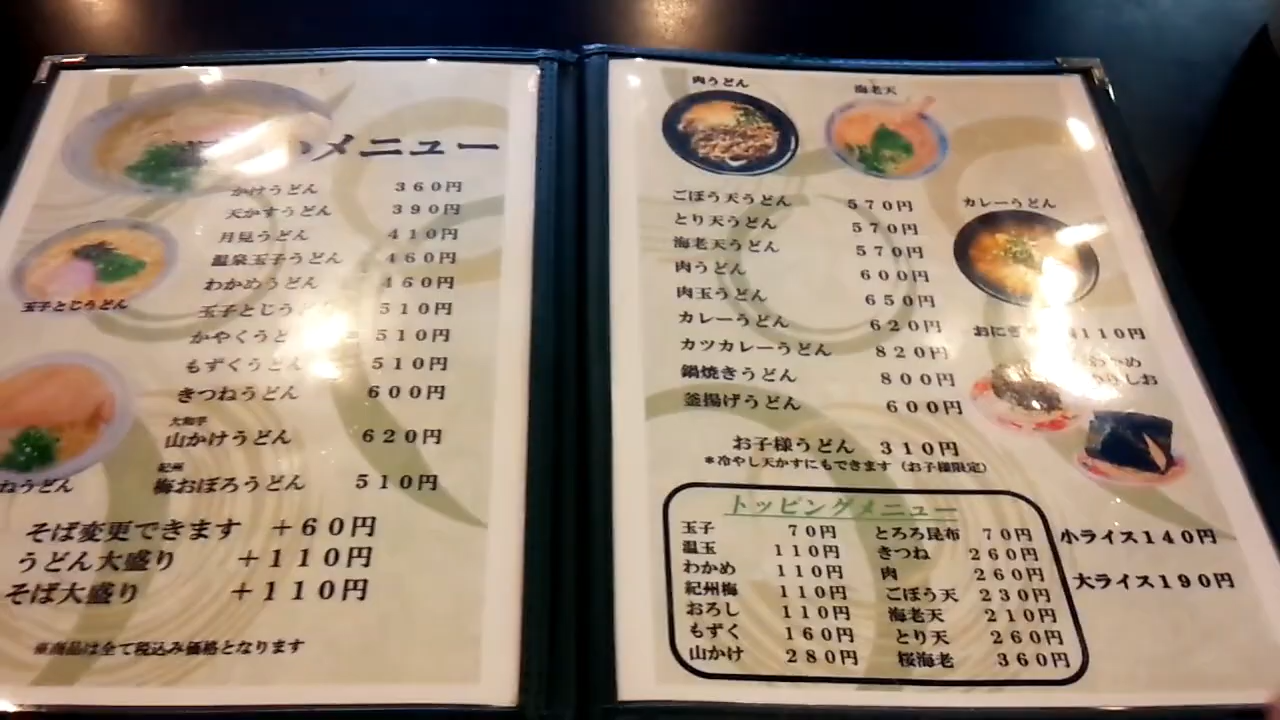 メニュー
かけうどん 360円
天かすうどん 390円
月見うどん 410円
温泉玉子うどん 460円
わかめうどん 460円
玉子とじうどん
玉子とじうどん 510円
かやくうど 510円
もずくうどん 510円
きつねうどん 600円
大和芋
山かけうどん 620円
紀州
梅おぼろうどん 510円
ねうどん
そば変更できます +60円
うどん大盛り +110円
そば大盛り +110円
※商品は全て税込み価格となります
肉うどん
海老天
ごぼう天うどん 570円
とり天うどん 570円
海老天うどん 570円
肉うどん 600円
肉玉うどん 650円
カレーうどん 620円
カツカレーうどん 820円
鍋焼きうどん 800円
釜揚げうどん 600円
お子様うどん 310円
*冷やし天かすにもできます(お子様限定)
カレーうどん
おにぎ 110円
トッピングメニュー
玉子 70円
温玉 110円
わかめ 110円
紀州梅 110円
おろし 110円
もずく 160円
山かけ 280円
とろろ昆布 70円
きつね 260円
肉 260円
ごぼう天 230円
海老天 210円
とり天 260円
桜海老 360円
小ライス140円
大ライス190円